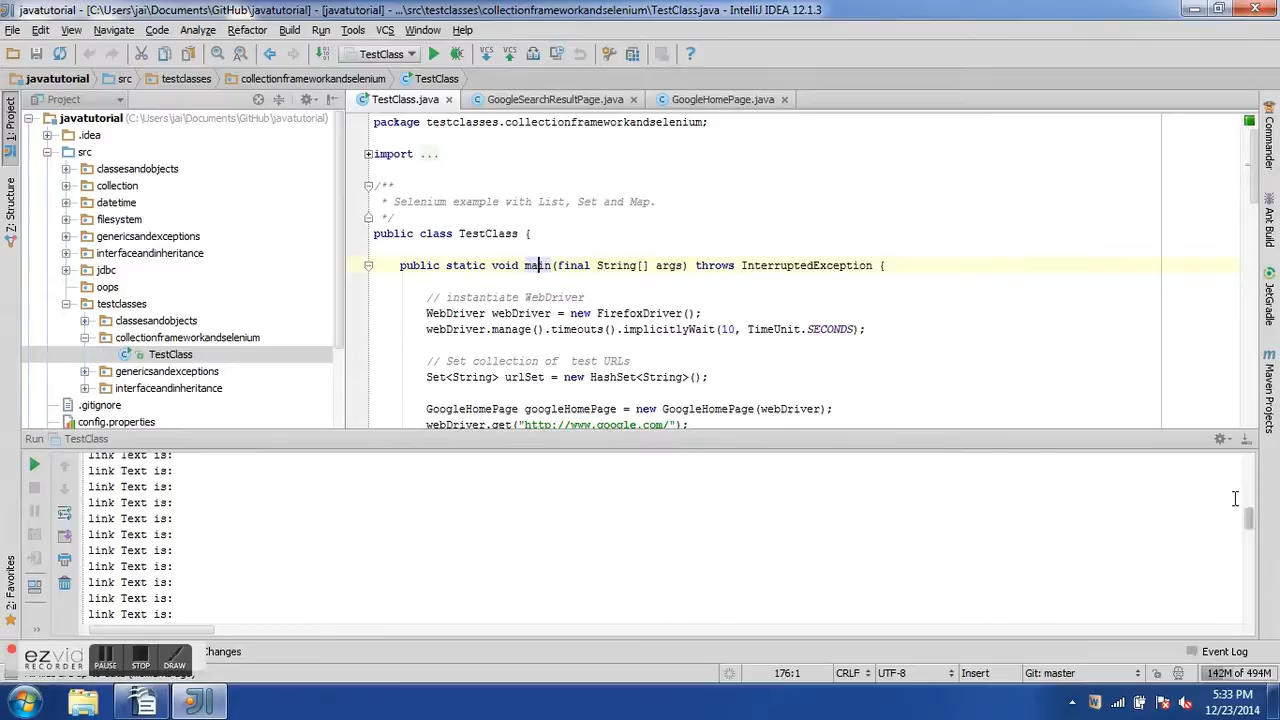 javatutorial - [C:\Users\jai\Documents\GitHub\javatutorial] - [javatutorial] - ...\src\testclasses\collectionframeworkandselenium\TestClass.java - IntelliJ IDEA 12.1.3
File Edit View Navigate Code Analyze Refactor Build Run Tools VCS Window Help
TestClass VCS VCS
javatutorial src testclasses collectionframeworkandselenium TestClass
Project TestClass.java GoogleSearchResultPage.java GoogleHomePage.java
1: Project
Z: Structure
2: Favorites
javatutorial (C:\Users\jai\Documents\GitHub\javatutorial)
.idea
src
classesandobjects
collection
datetime
filesystem
genericsandexceptions
interfaceandinheritance
jdbc
oops
testclasses
classesandobjects
collectionframeworkandselenium
TestClass
genericsandexceptions
interfaceandinheritance
.gitignore
config.properties
package testclasses.collectionframeworkandselenium;
import ...
/**
* Selenium example with List, Set and Map.
*/
public class TestClass {
public static void main(final String[] args) throws InterruptedException {
// instantiate WebDriver
WebDriver webDriver = new FirefoxDriver();
webDriver.manage().timeouts().implicitlyWait(10, TimeUnit.SECONDS);
// Set collection of  test URLs
Set<String> urlSet = new HashSet<String>();
GoogleHomePage googleHomePage = new GoogleHomePage(webDriver);
webDriver.get("http://www.google.com/");
Commander
Ant Build
JetGradle
Maven Projects
Run TestClass
link Text is:
link Text is:
link Text is:
link Text is:
link Text is:
link Text is:
link Text is:
link Text is:
link Text is:
link Text is:
link Text is:
Changes Event Log
ezvid
RECORDER
PAUSE STOP DRAW
176:1 CRLF UTF-8 Insert Git: master 142M of 494M
5:33 PM
12/23/2014